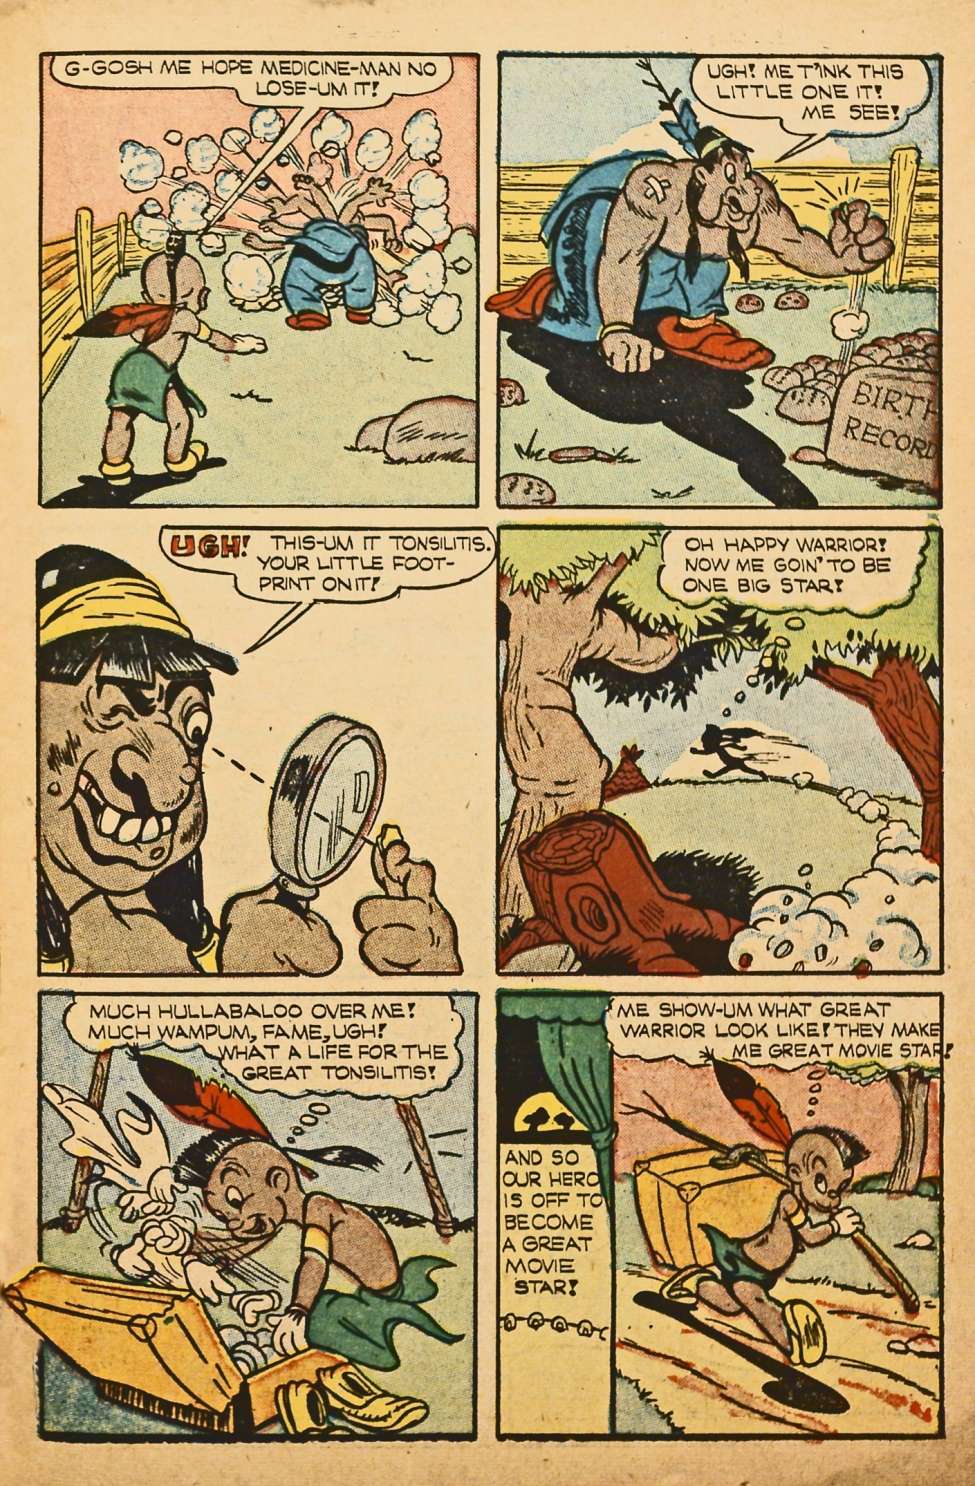 G-GOSH ME HOPE MEDICINE-MAN NO
LOSE-UM IT!
UGH! ME T'INK THIS
LITTLE ONE IT!
ME SEE!
BIRTH
RECORD
UGH! THIS-UM IT TONSILITIS.
YOUR LITTLE FOOT-
PRINT ON IT!
OH HAPPY WARRIOR!
NOW ME GOIN' TO BE
ONE BIG STAR!
MUCH HULLABALOO OVER ME!
MUCH WAMPUM, FAME, UGH!
WHAT A LIFE FOR THE
GREAT TONSILITIS!
AND SO
OUR HERO
IS OFF TO
BECOME
A GREAT
MOVIE
STAR!
ME SHOW-UM WHAT GREAT
WARRIOR LOOK LIKE! THEY MAKE
ME GREAT MOVIE STAR!